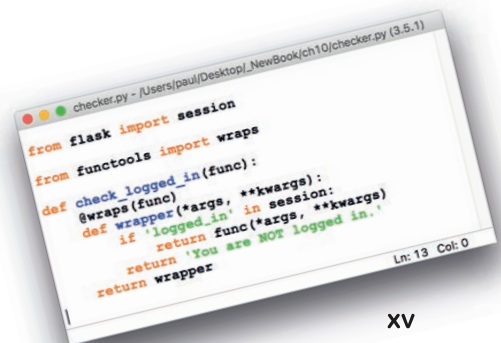 checker.py - /Users/paul/Desktop/_NewBook/ch10/checker.py (3.5.1)
from flask import session
from functools import wraps
def check_logged_in(func):
@wraps(func)
def wrapper(*args, **kwargs):
if 'logged_in' in session:
return func(*args, **kwargs)
return 'You are NOT logged in.'
return wrapper
Ln: 13 Col: 0
xv